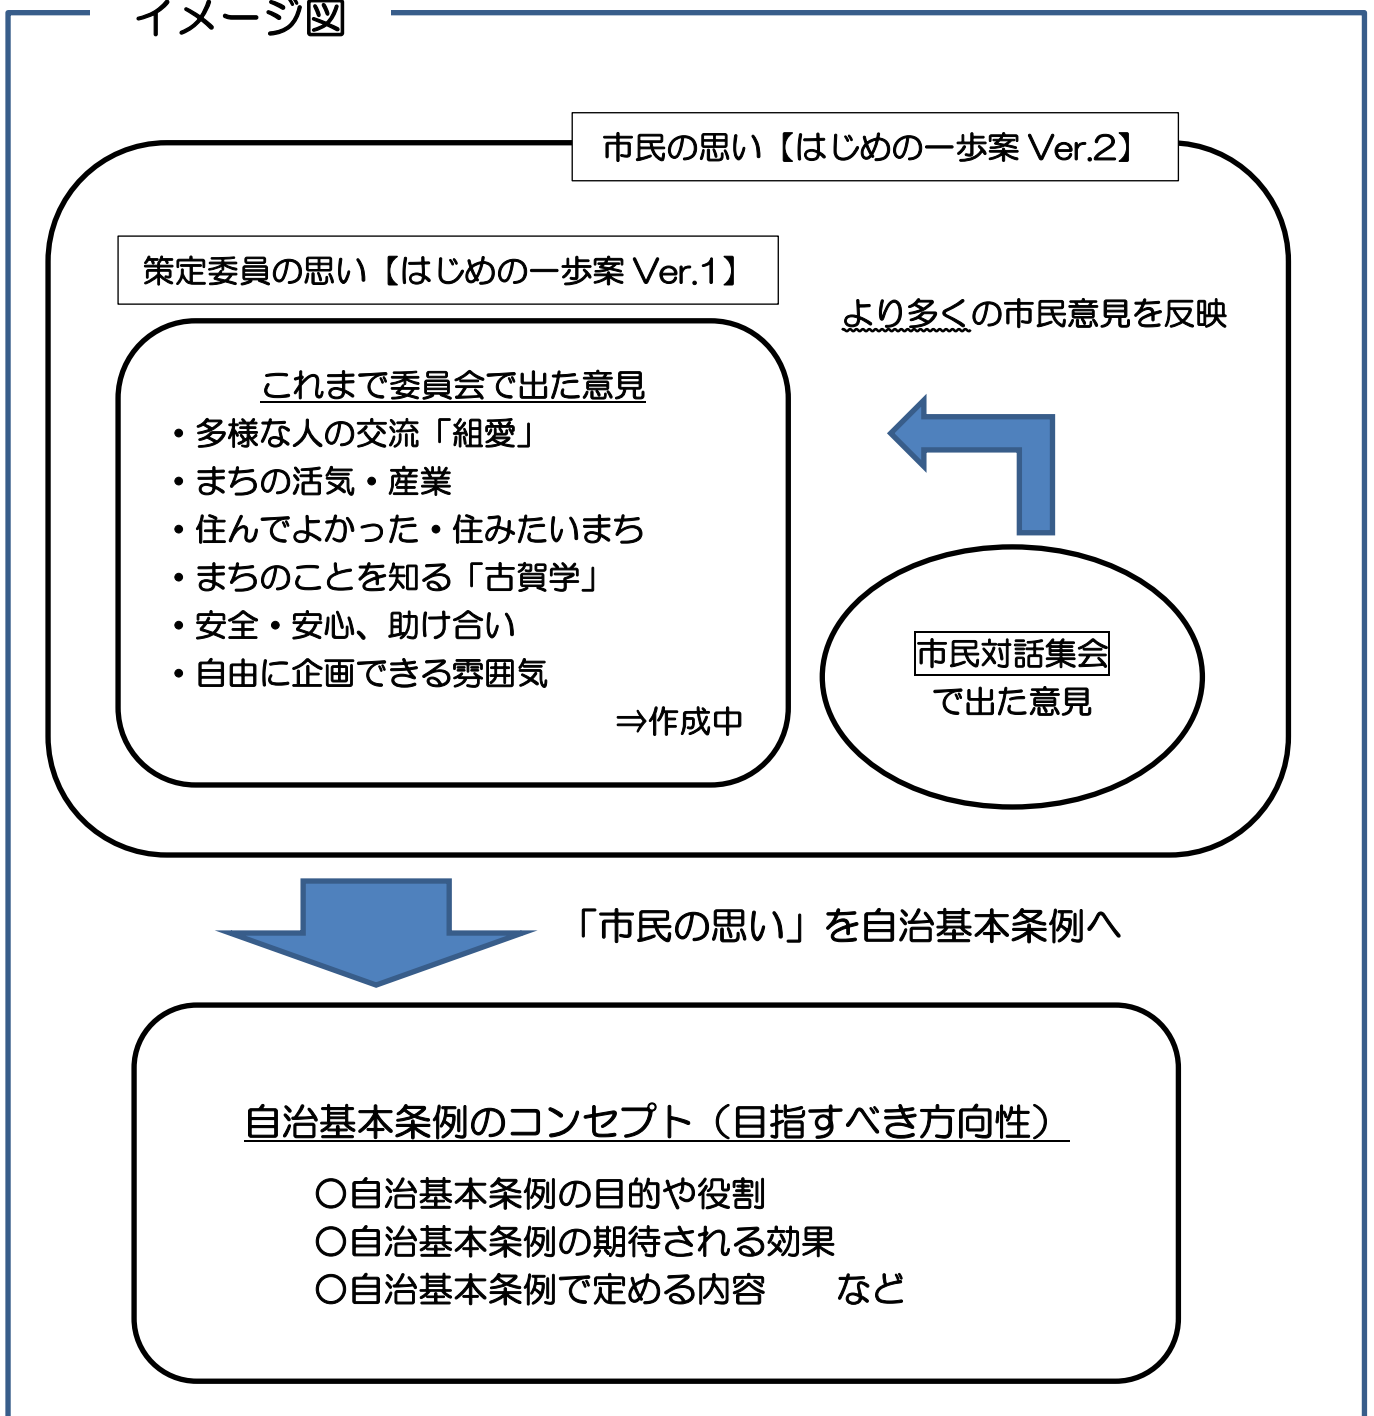 イメージ図
市民の思い【はじめの一歩案 Ver.2】
策定委員の思い【はじめの一歩案 Ver.1】
より多くの市民意見を反映
これまで委員会で出た意見
・多様な人の交流「組愛」
・まちの活気・産業
・住んでよかった・住みたいまち
・まちのことを知る「古賀学」
・安全・安心、助け合い
・自由に企画できる雰囲気
⇒作成中
市民対話集会
で出た意見
「市民の思い」を自治基本条例へ
自治基本条例のコンセプト（目指すべき方向性）
〇自治基本条例の目的や役割
〇自治基本条例の期待される効果
〇自治基本条例で定める内容　　など